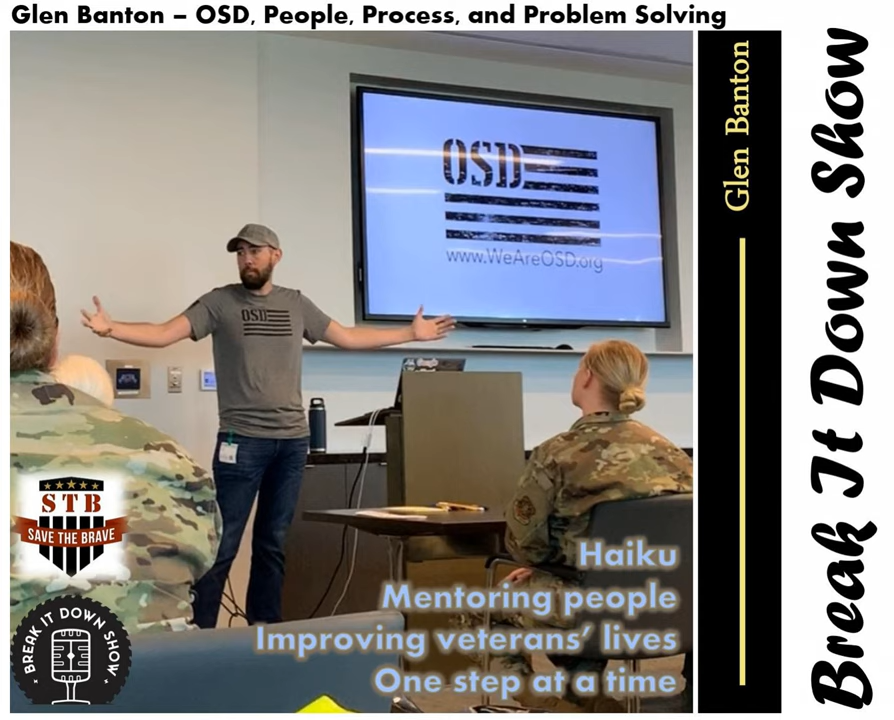 Glen Banton – OSD, People, Process, and Problem Solving
OSD
www.WeAreOSD.org
OSD
STB
SAVE THE BRAVE
BREAK IT DOWN SHOW
Haiku
Mentoring people
Improving veterans' lives
One step at a time
Glen Banton
Break It Down Show